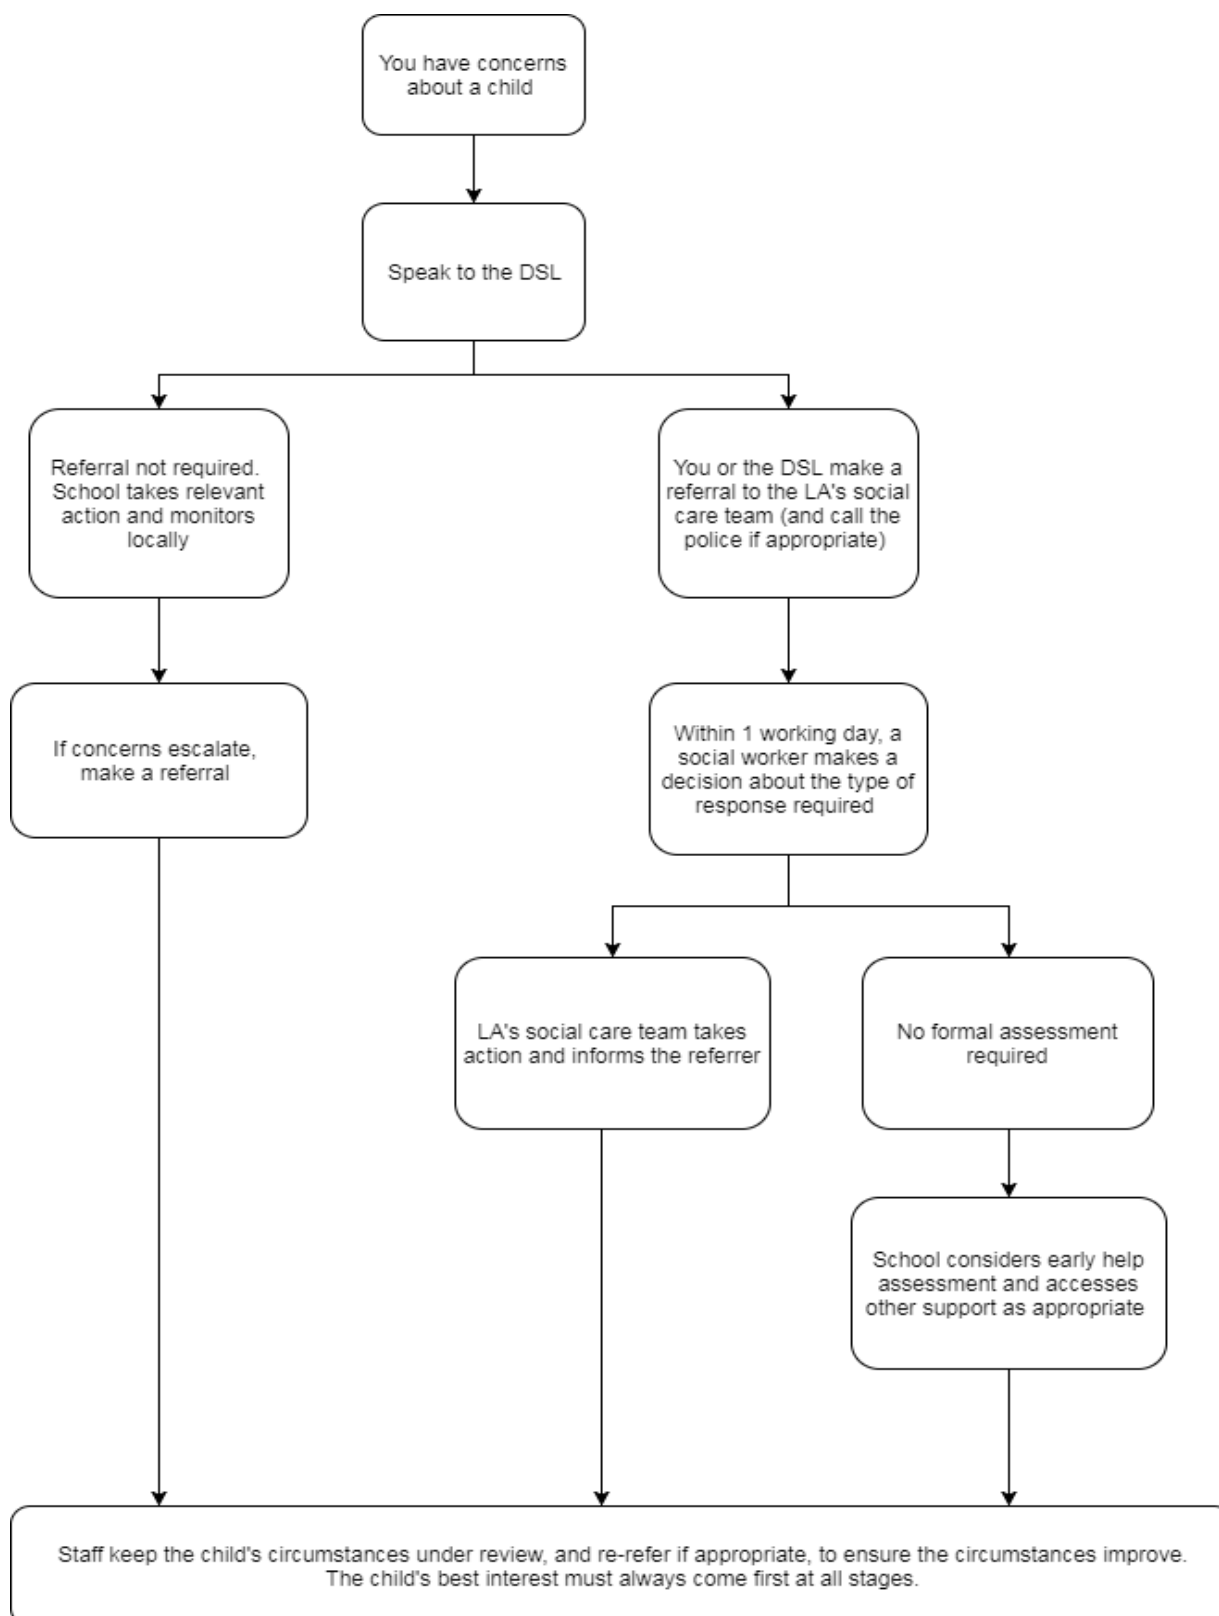 You have concerns
about a child
Speak to the DSL
Referral not required.
School takes relevant
action and monitors
locally
You or the DSL make a
referral to the LA's social
care team (and call the
police if appropriate)
If concerns escalate,
make a referral
Within 1 working day, a
social worker makes a
decision about the type of
response required
LA's social care team takes
action and informs the referrer
No formal assessment
required
School considers early help
assessment and accesses
other support as appropriate
Staff keep the child's circumstances under review, and re-refer if appropriate, to ensure the circumstances improve.
The child's best interest must always come first at all stages.